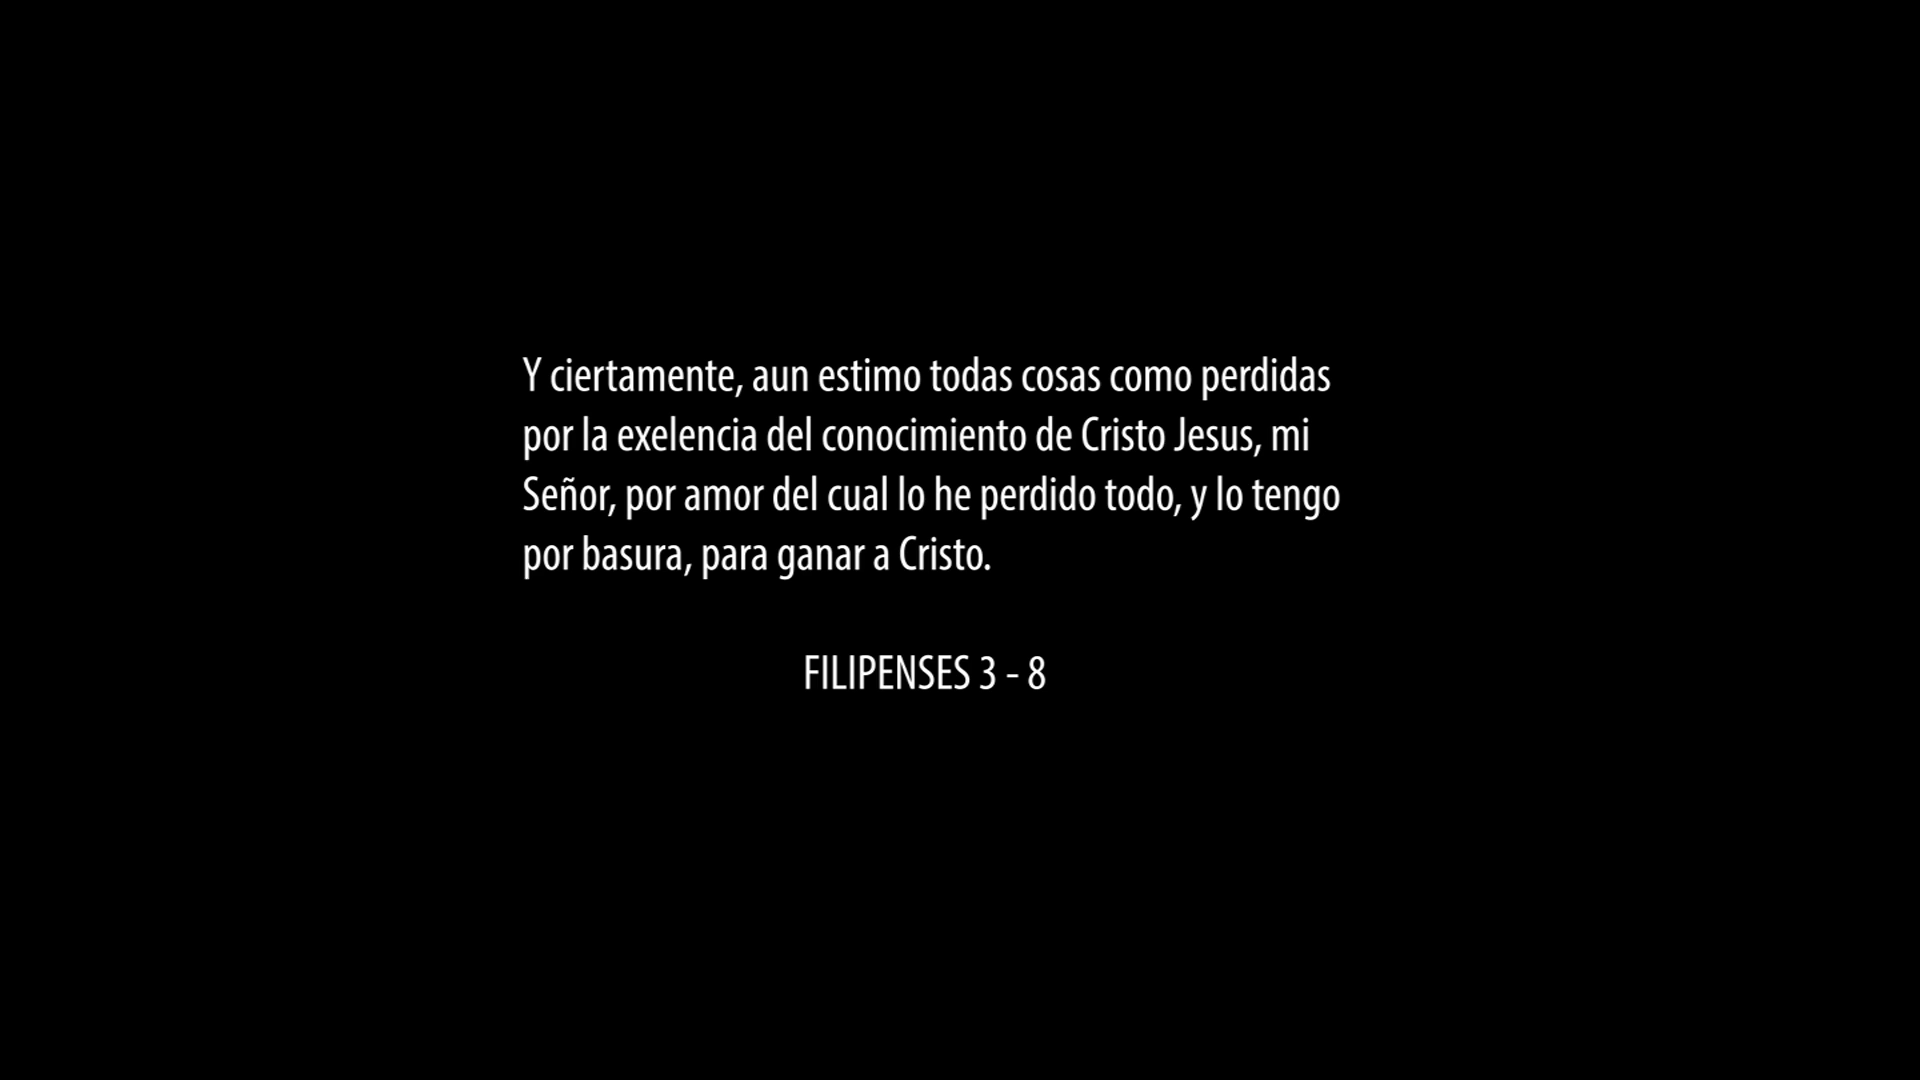 Y ciertamente, aun estimo todas cosas como perdidas
por la exelencia del conocimiento de Cristo Jesus, mi
Señor, por amor del cual lo he perdido todo, y lo tengo
por basura, para ganar a Cristo.
FILIPENSES 3 - 8